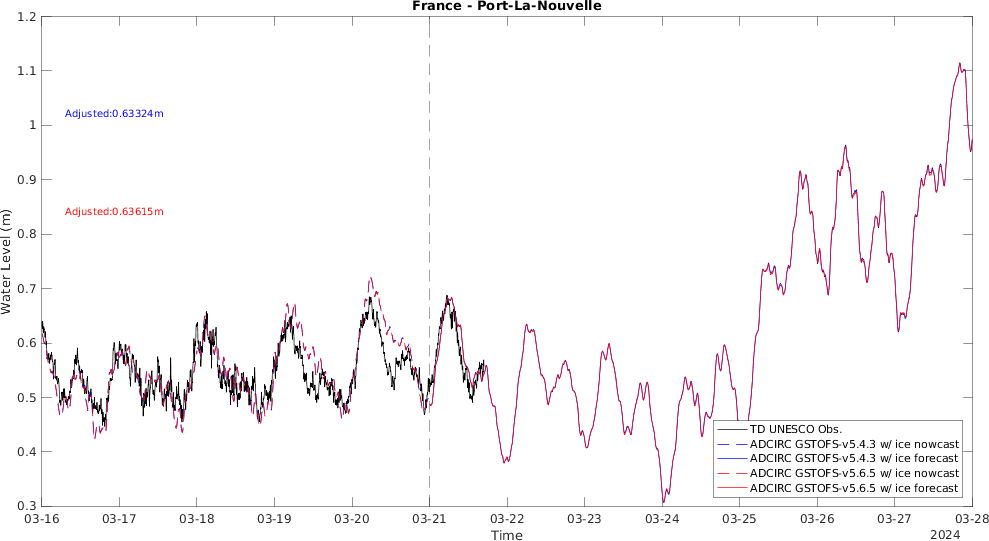 France - Port-La-Nouvelle
1.2
1.1
1
0.9
0.8
0.7
0.6
0.5
0.4
0.3
Water Level (m)
Adjusted:0.63324m
Adjusted:0.63615m
TD UNESCO Obs.
ADCIRC GSTOFS-v5.4.3 w/ ice nowcast
ADCIRC GSTOFS-v5.4.3 w/ ice forecast
ADCIRC GSTOFS-v5.6.5 w/ ice nowcast
ADCIRC GSTOFS-v5.6.5 w/ ice forecast
03-16 03-17 03-18 03-19 03-20 03-21 03-22 03-23 03-24 03-25 03-26 03-27 03-28
Time
2024